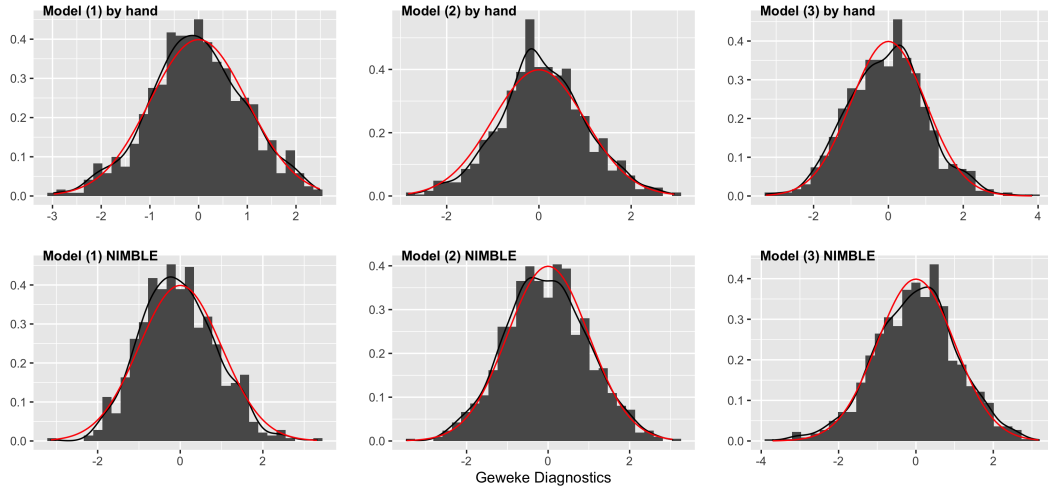 Model (1) by hand
Model (2) by hand
Model (3) by hand
0.4
0.3
0.2
0.1
0.0
-3 -2 -1 0 1 2
0.4
0.2
0.0
-2 0 2
0.4
0.3
0.2
0.1
0.0
-2 0 2 4
Model (1) NIMBLE
Model (2) NIMBLE
Model (3) NIMBLE
0.4
0.3
0.2
0.1
0.0
-2 0 2
0.4
0.3
0.2
0.1
0.0
-2 0 2
0.4
0.3
0.2
0.1
0.0
-4 -2 0 2
Geweke Diagnostics